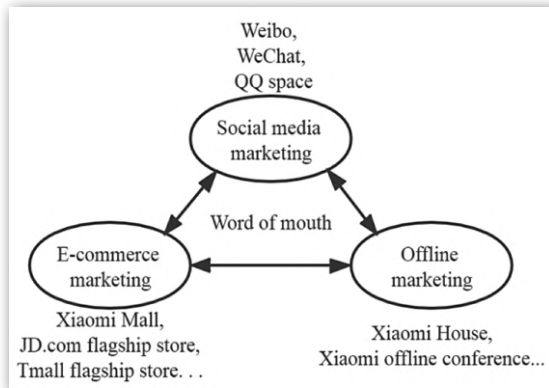 Weibo,
WeChat,
QQ space
Social media
marketing
Word of mouth
E-commerce
marketing
Offline
marketing
Xiaomi Mall,
JD.com flagship store,
Tmall flagship store. . .
Xiaomi House,
Xiaomi offline conference...